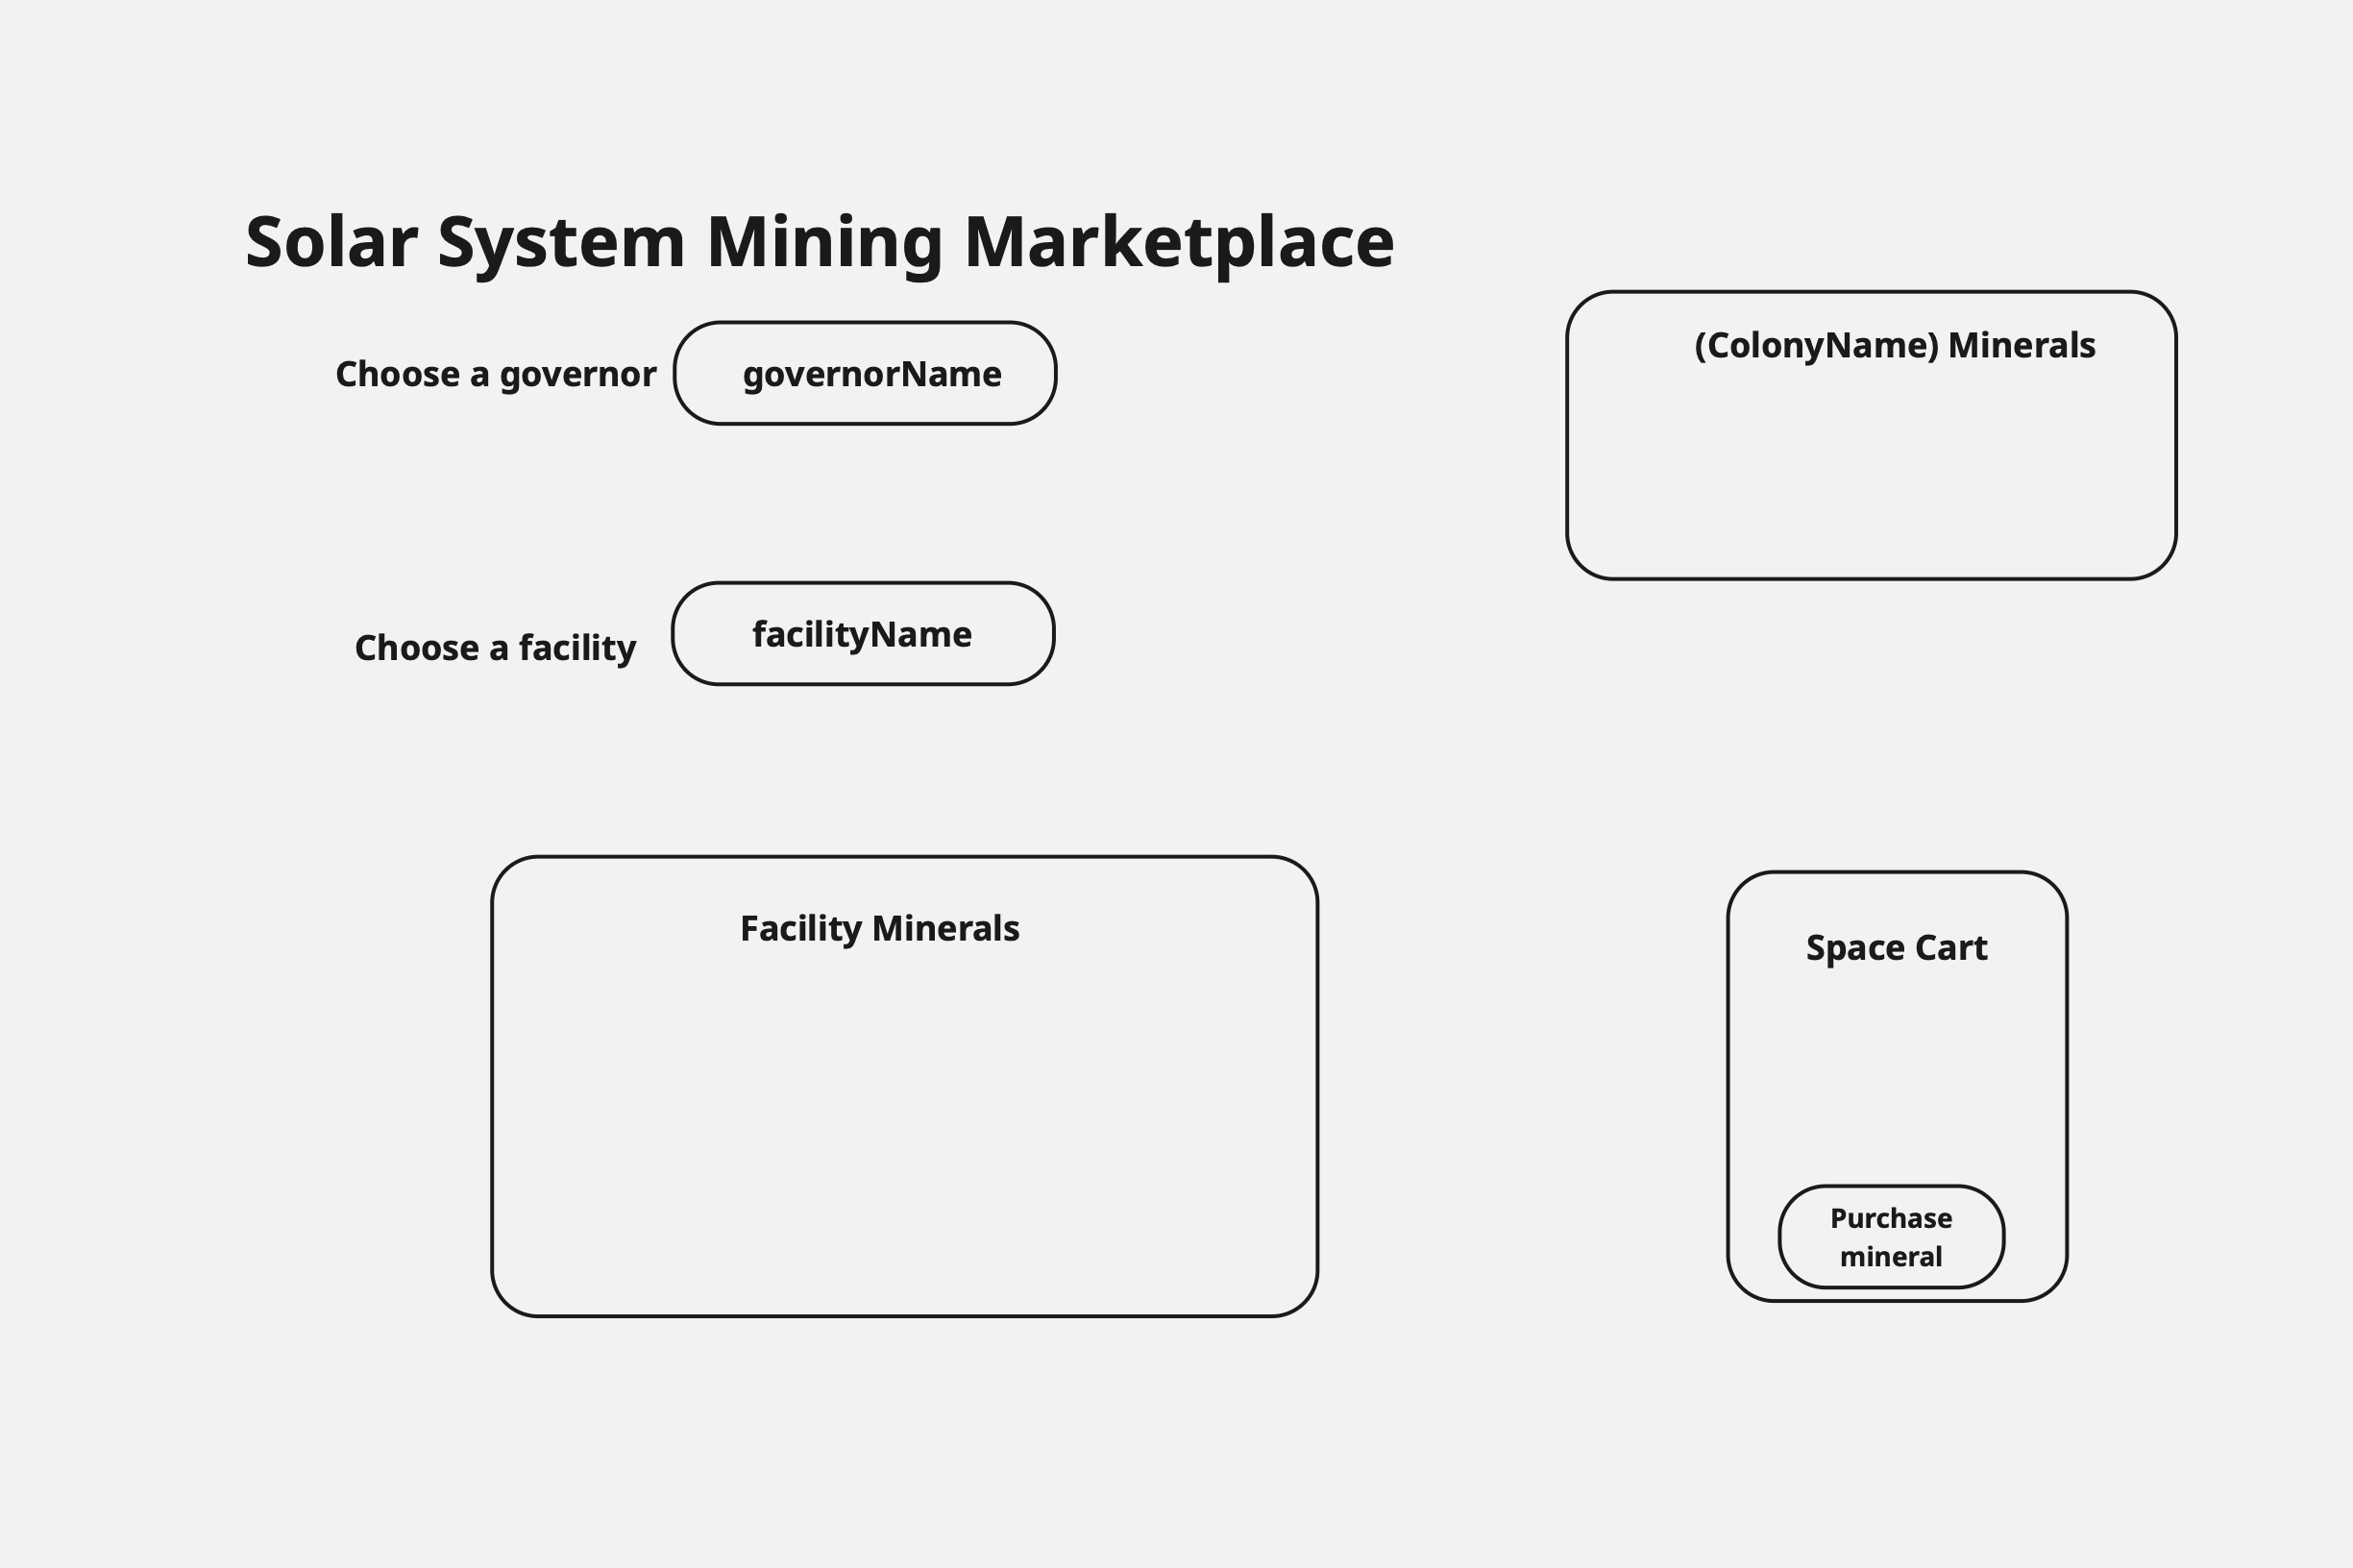 Solar System Mining Marketplace
Choose a governor
governorName
(ColonyName) Minerals
Choose a facility
facilityName
Facility Minerals
Space Cart
Purchase
mineral